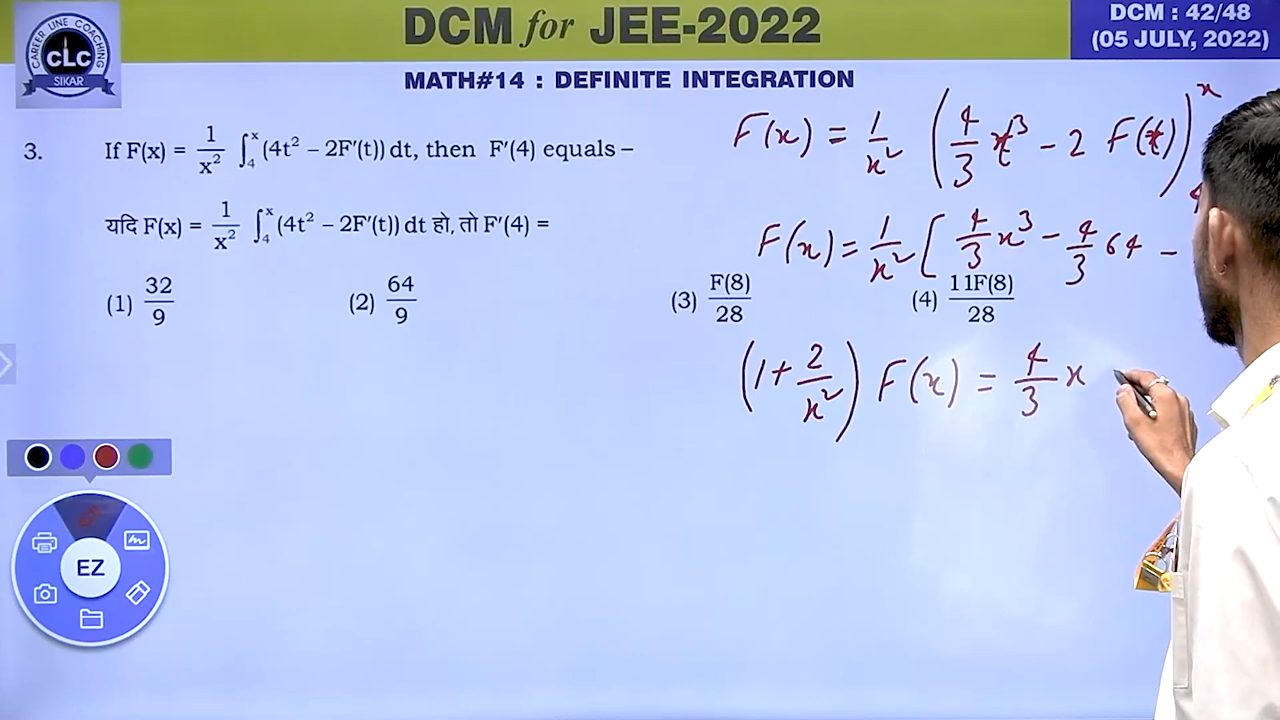 CAREER LINE COACHING
CLC
SIKAR
DCM for JEE-2022
DCM : 42/48
(05 JULY, 2022)
MATH#14 : DEFINITE INTEGRATION
3. If F(x) = 1/x² ∫₄ˣ (4t² – 2F′(t)) dt, then F′(4) equals –
यदि F(x) = 1/x² ∫₄ˣ (4t² – 2F′(t)) dt हो, तो F′(4) =
(1) 32/9 (2) 64/9 (3) F(8)/28 (4) 11F(8)/28
F(x) = 1/x² (4/3 t³ - 2 F(t))ˣ₄
F(x) = 1/x² [ 4/3 x³ - 4/3 64 -
(1 + 2/x²) F(x) = 4/3 x
EZ